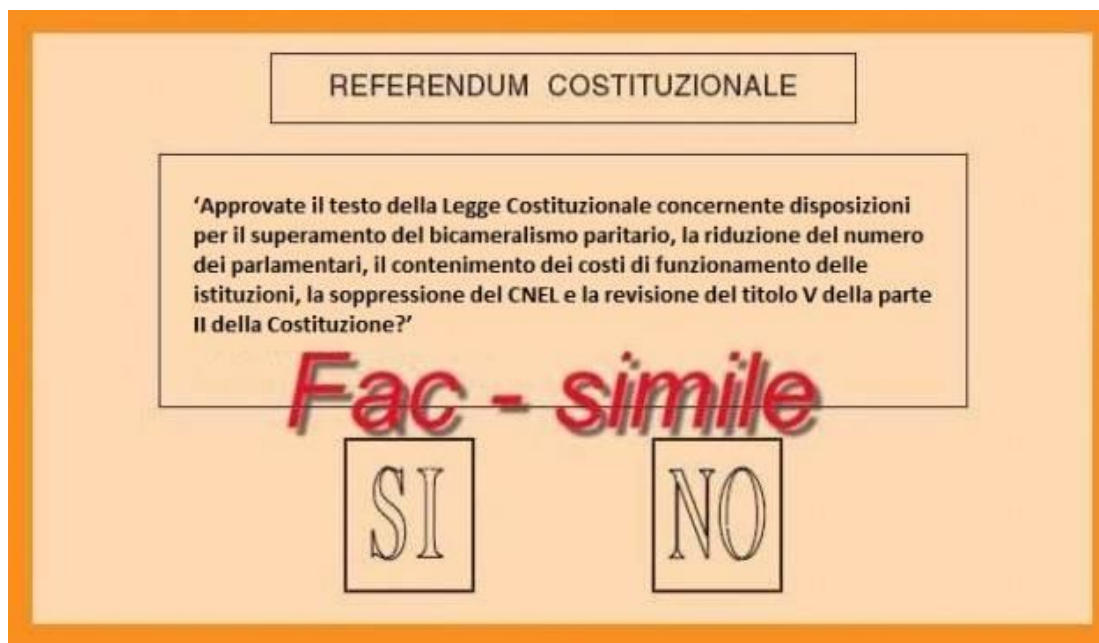 REFERENDUM COSTITUZIONALE
‘Approvate il testo della Legge Costituzionale concernente disposizioni
per il superamento del bicameralismo paritario, la riduzione del numero
dei parlamentari, il contenimento dei costi di funzionamento delle
istituzioni, la soppressione del CNEL e la revisione del titolo V della parte
II della Costituzione?’
Fac - simile
SI NO